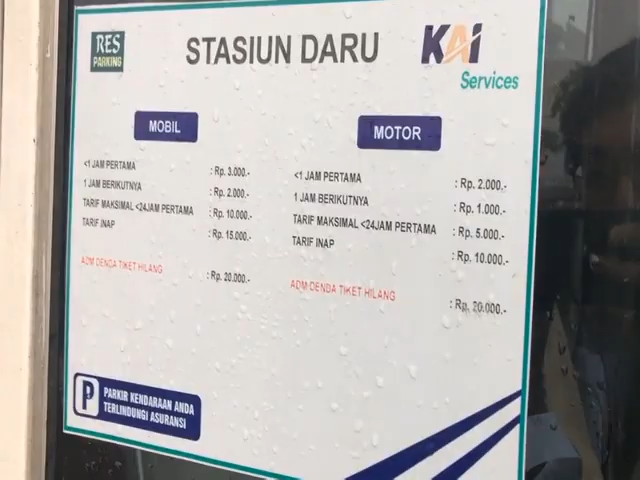 RES
PARKING
STASIUN DARU
KAI
Services
MOBIL
<1 JAM PERTAMA : Rp. 3.000.-
1 JAM BERIKUTNYA : Rp. 2.000.-
TARIF MAKSIMAL <24JAM PERTAMA : Rp. 10.000.-
TARIF INAP : Rp. 15.000.-
ADM DENDA TIKET HILANG : Rp. 20.000.-
MOTOR
<1 JAM PERTAMA : Rp. 2.000.-
1 JAM BERIKUTNYA : Rp. 1.000.-
TARIF MAKSIMAL <24JAM PERTAMA : Rp. 5.000.-
TARIF INAP : Rp. 10.000.-
ADM DENDA TIKET HILANG : Rp. 20.000.-
P
PARKIR KENDARAAN ANDA
TERLINDUNGI ASURANSI